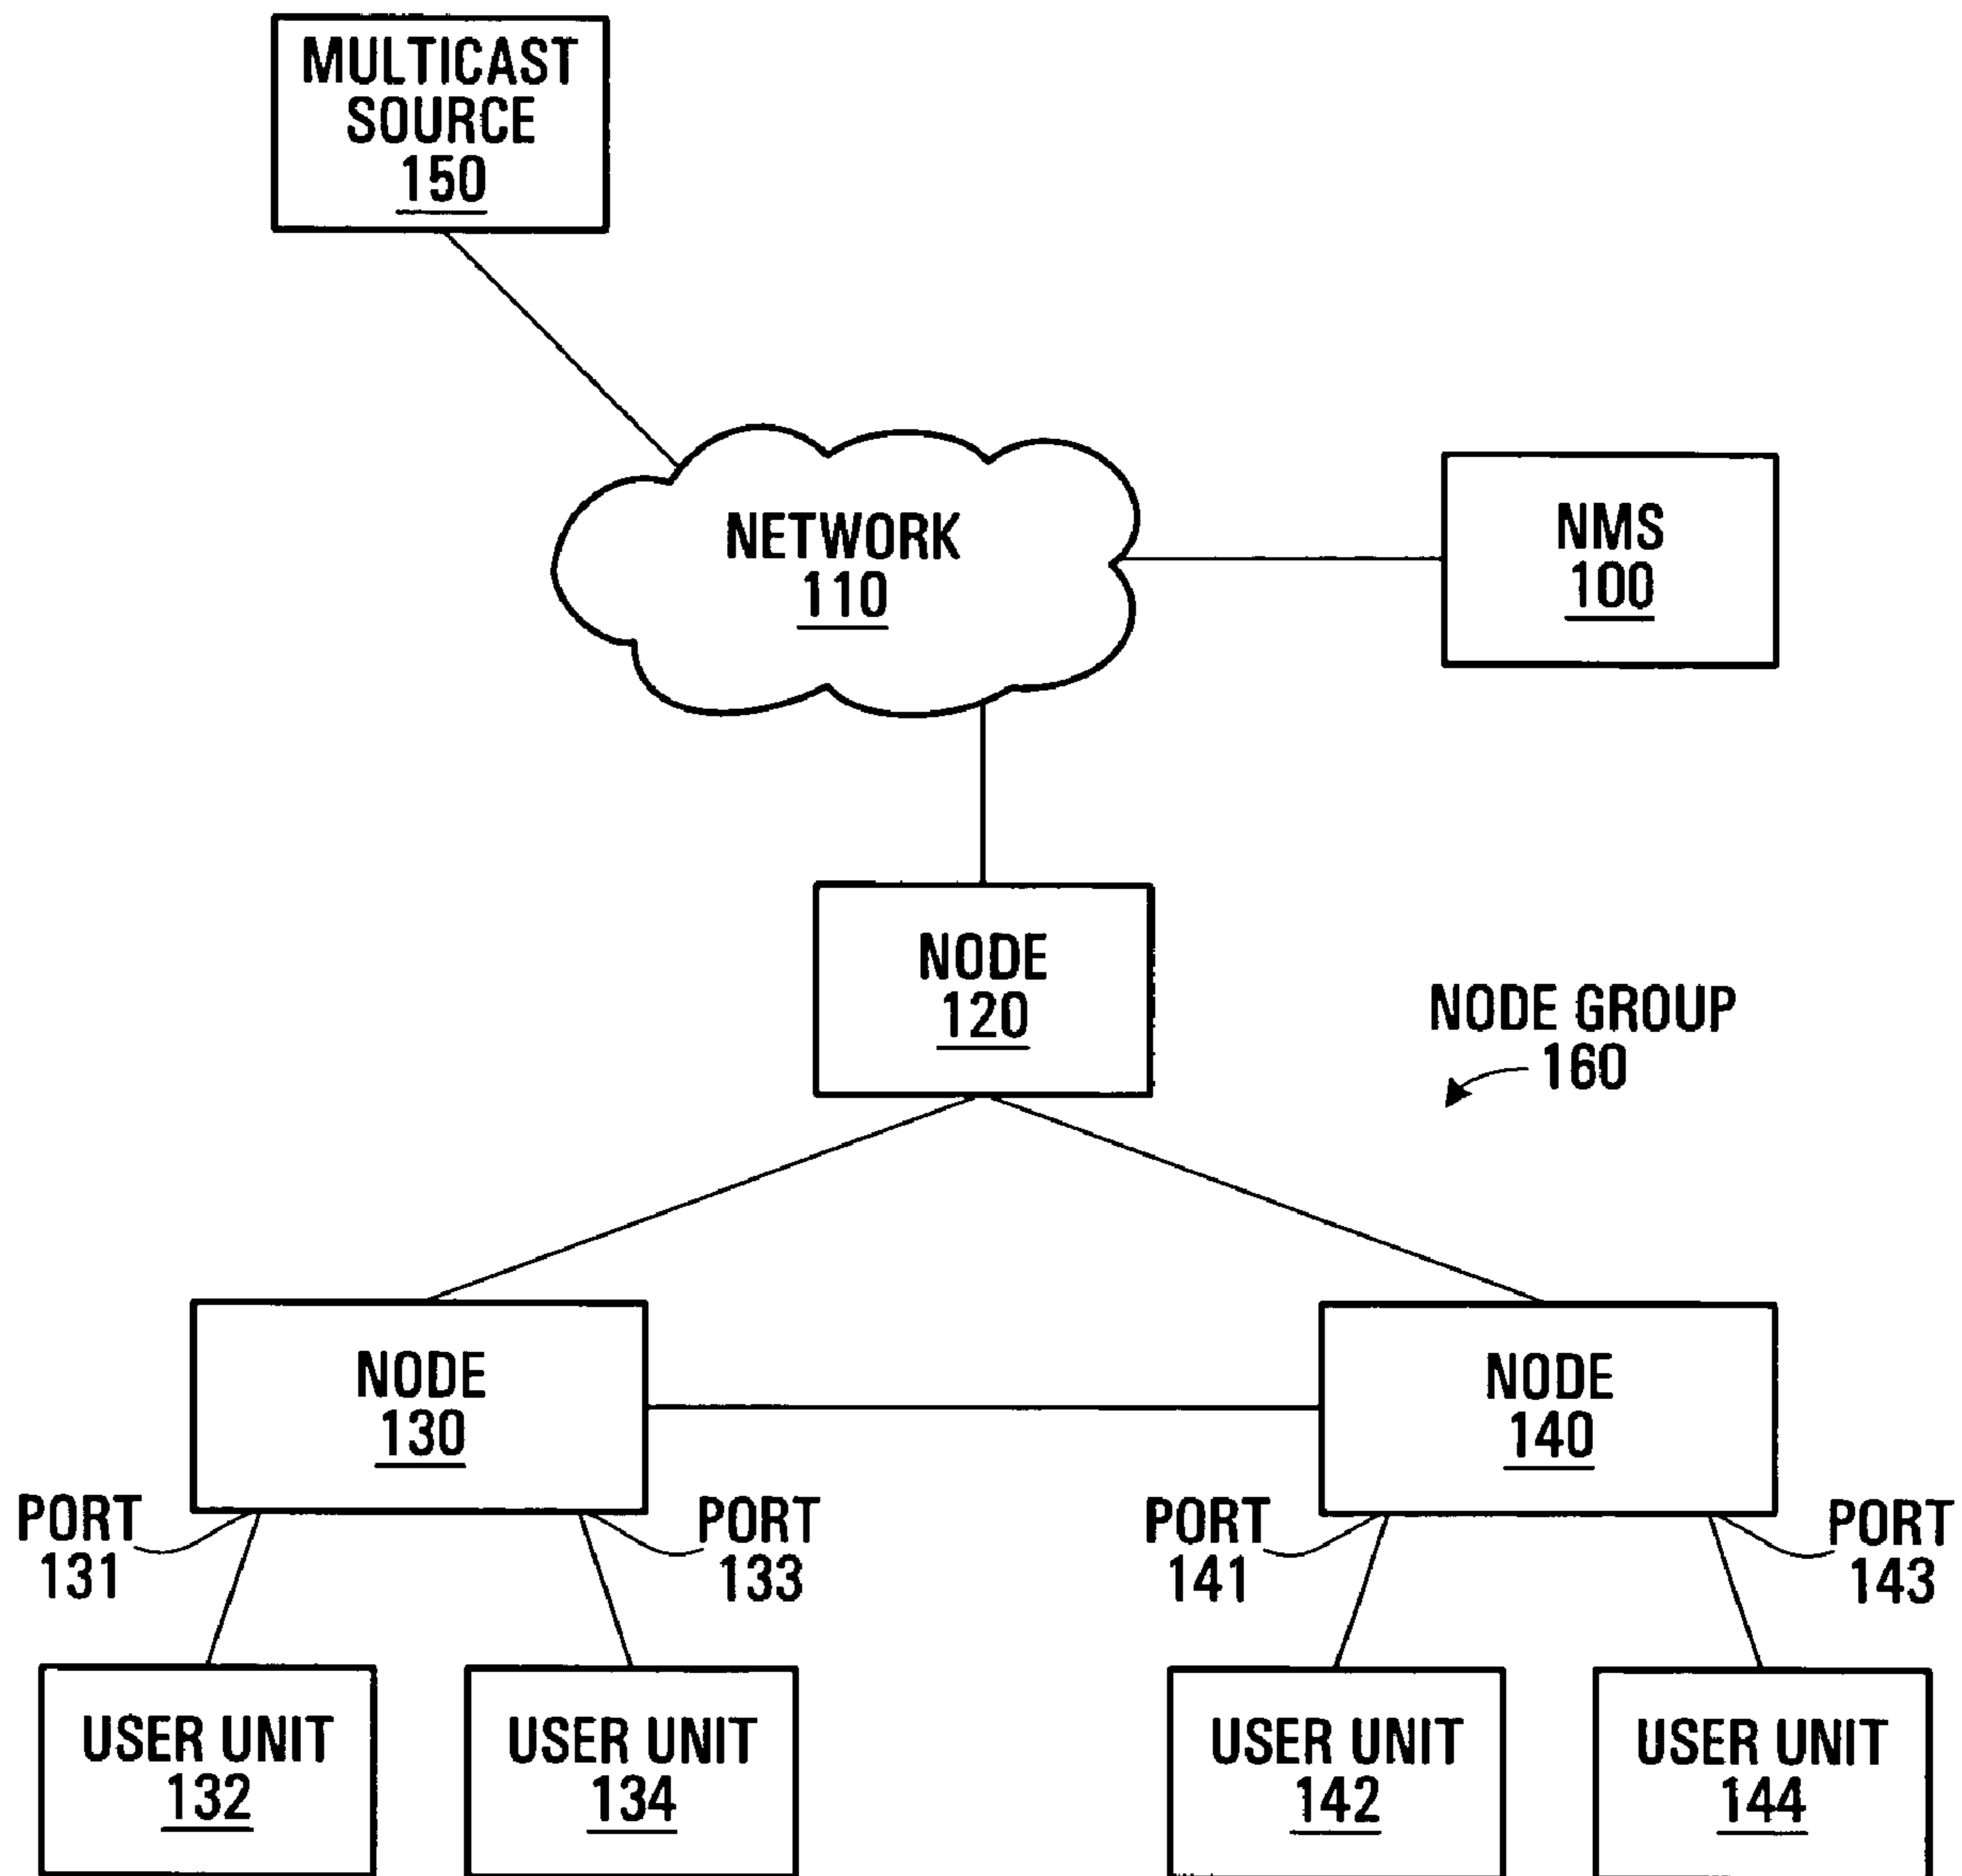 MULTICAST
SOURCE
150
NETWORK
110
NMS
100
NODE
120
NODE GROUP
160
NODE
130
NODE
140
PORT
131
PORT
133
PORT
141
PORT
143
USER UNIT
132
USER UNIT
134
USER UNIT
142
USER UNIT
144